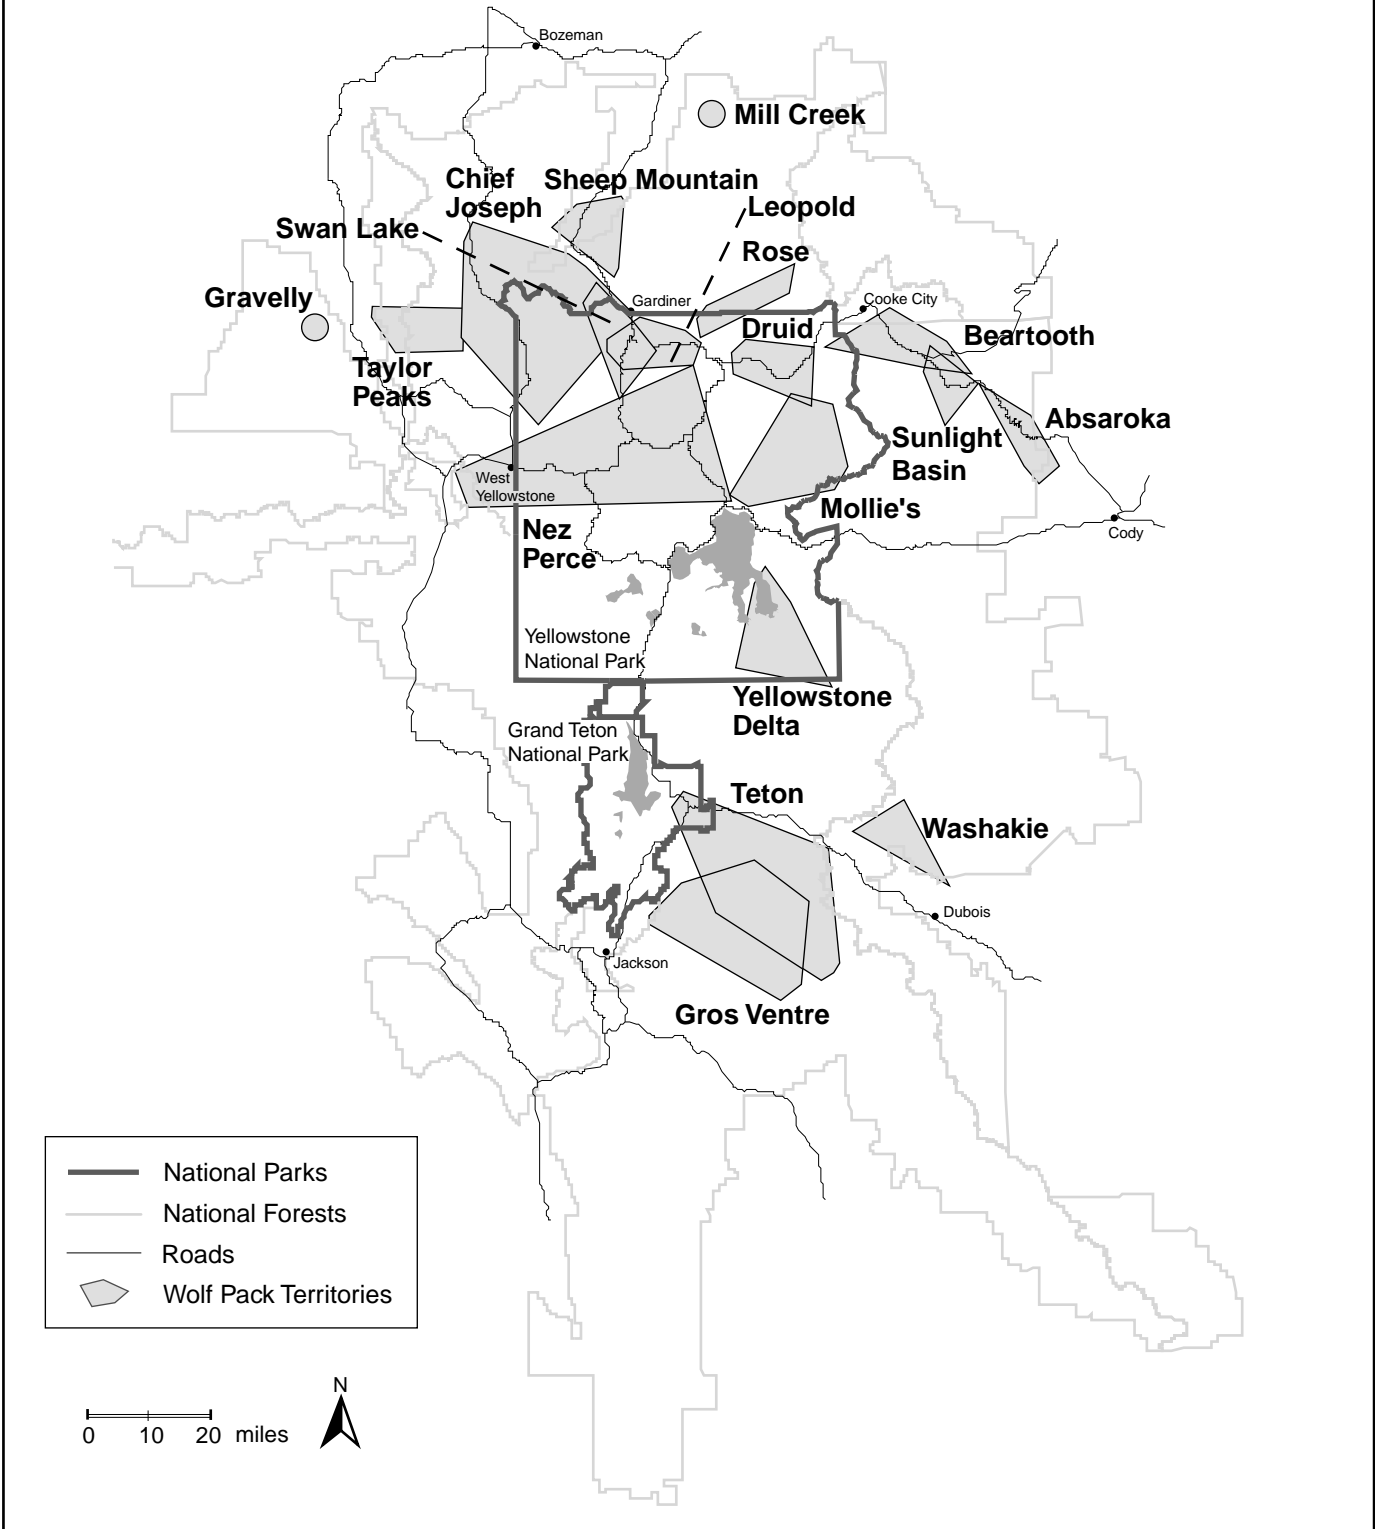 Bozeman
Mill Creek
Chief
Joseph
Sheep Mountain
Leopold
Swan Lake
Rose
Gravelly
Gardiner
Cooke City
Druid
Beartooth
Taylor
Peaks
Absaroka
Sunlight
Basin
West
Yellowstone
Mollie's
Nez
Perce
Cody
Yellowstone
National Park
Yellowstone
Delta
Grand Teton
National Park
Teton
Washakie
Dubois
Jackson
Gros Ventre
National Parks
National Forests
Roads
Wolf Pack Territories
N
0 10 20 miles